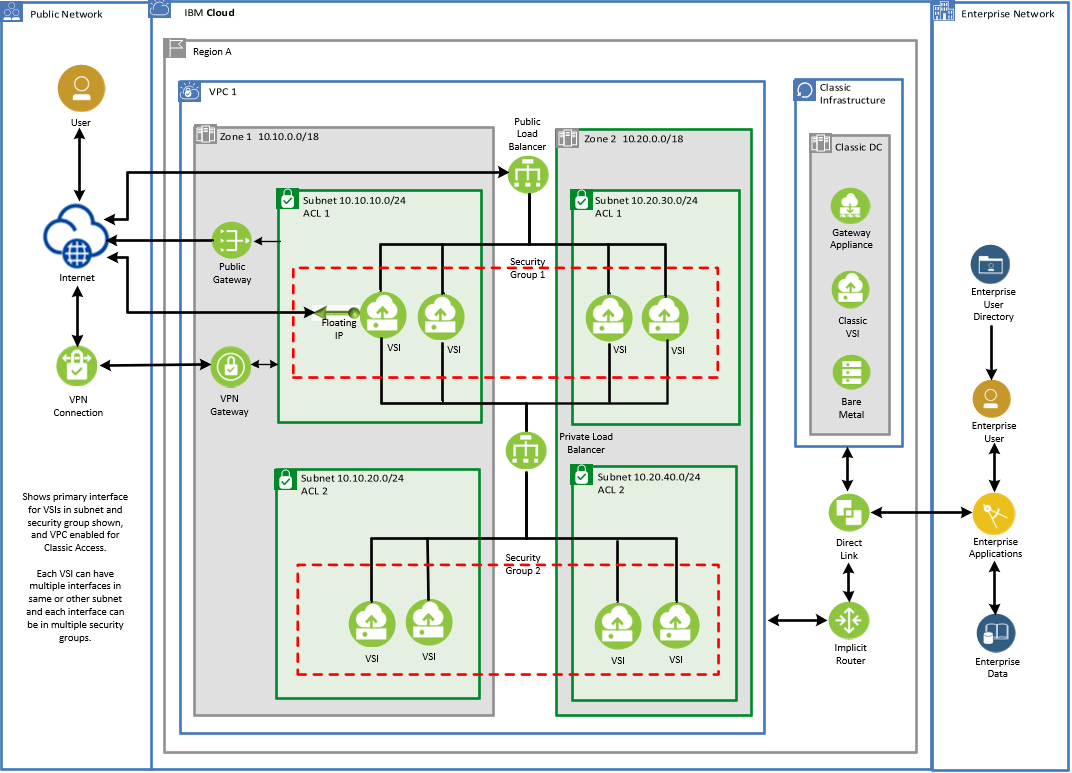 Public Network
IBM Cloud
Enterprise Network
Region A
VPC 1
Classic
Infrastructure
Zone 1  10.10.0.0/18
Public
Load
Balancer
Zone 2  10.20.0.0/18
Classic DC
User
Subnet 10.10.10.0/24
ACL 1
Subnet 10.20.30.0/24
ACL 1
Gateway
Appliance
Internet
Public
Gateway
Security
Group 1
Enterprise
User
Directory
Floating
IP
VSI
VSI
VSI
VSI
Classic
VSI
VPN
Connection
VPN
Gateway
Bare
Metal
Enterprise
User
Private Load
Balancer
Subnet 10.10.20.0/24
ACL 2
Subnet 10.20.40.0/24
ACL 2
Shows primary interface
for VSIs in subnet and
security group shown,
and VPC enabled for
Classic Access.
Each VSI can have
multiple interfaces in
same or other subnet
and each interface can
be in multiple security
groups.
Direct
Link
Enterprise
Applications
Security
Group 2
VSI
VSI
VSI
VSI
Implicit
Router
Enterprise
Data